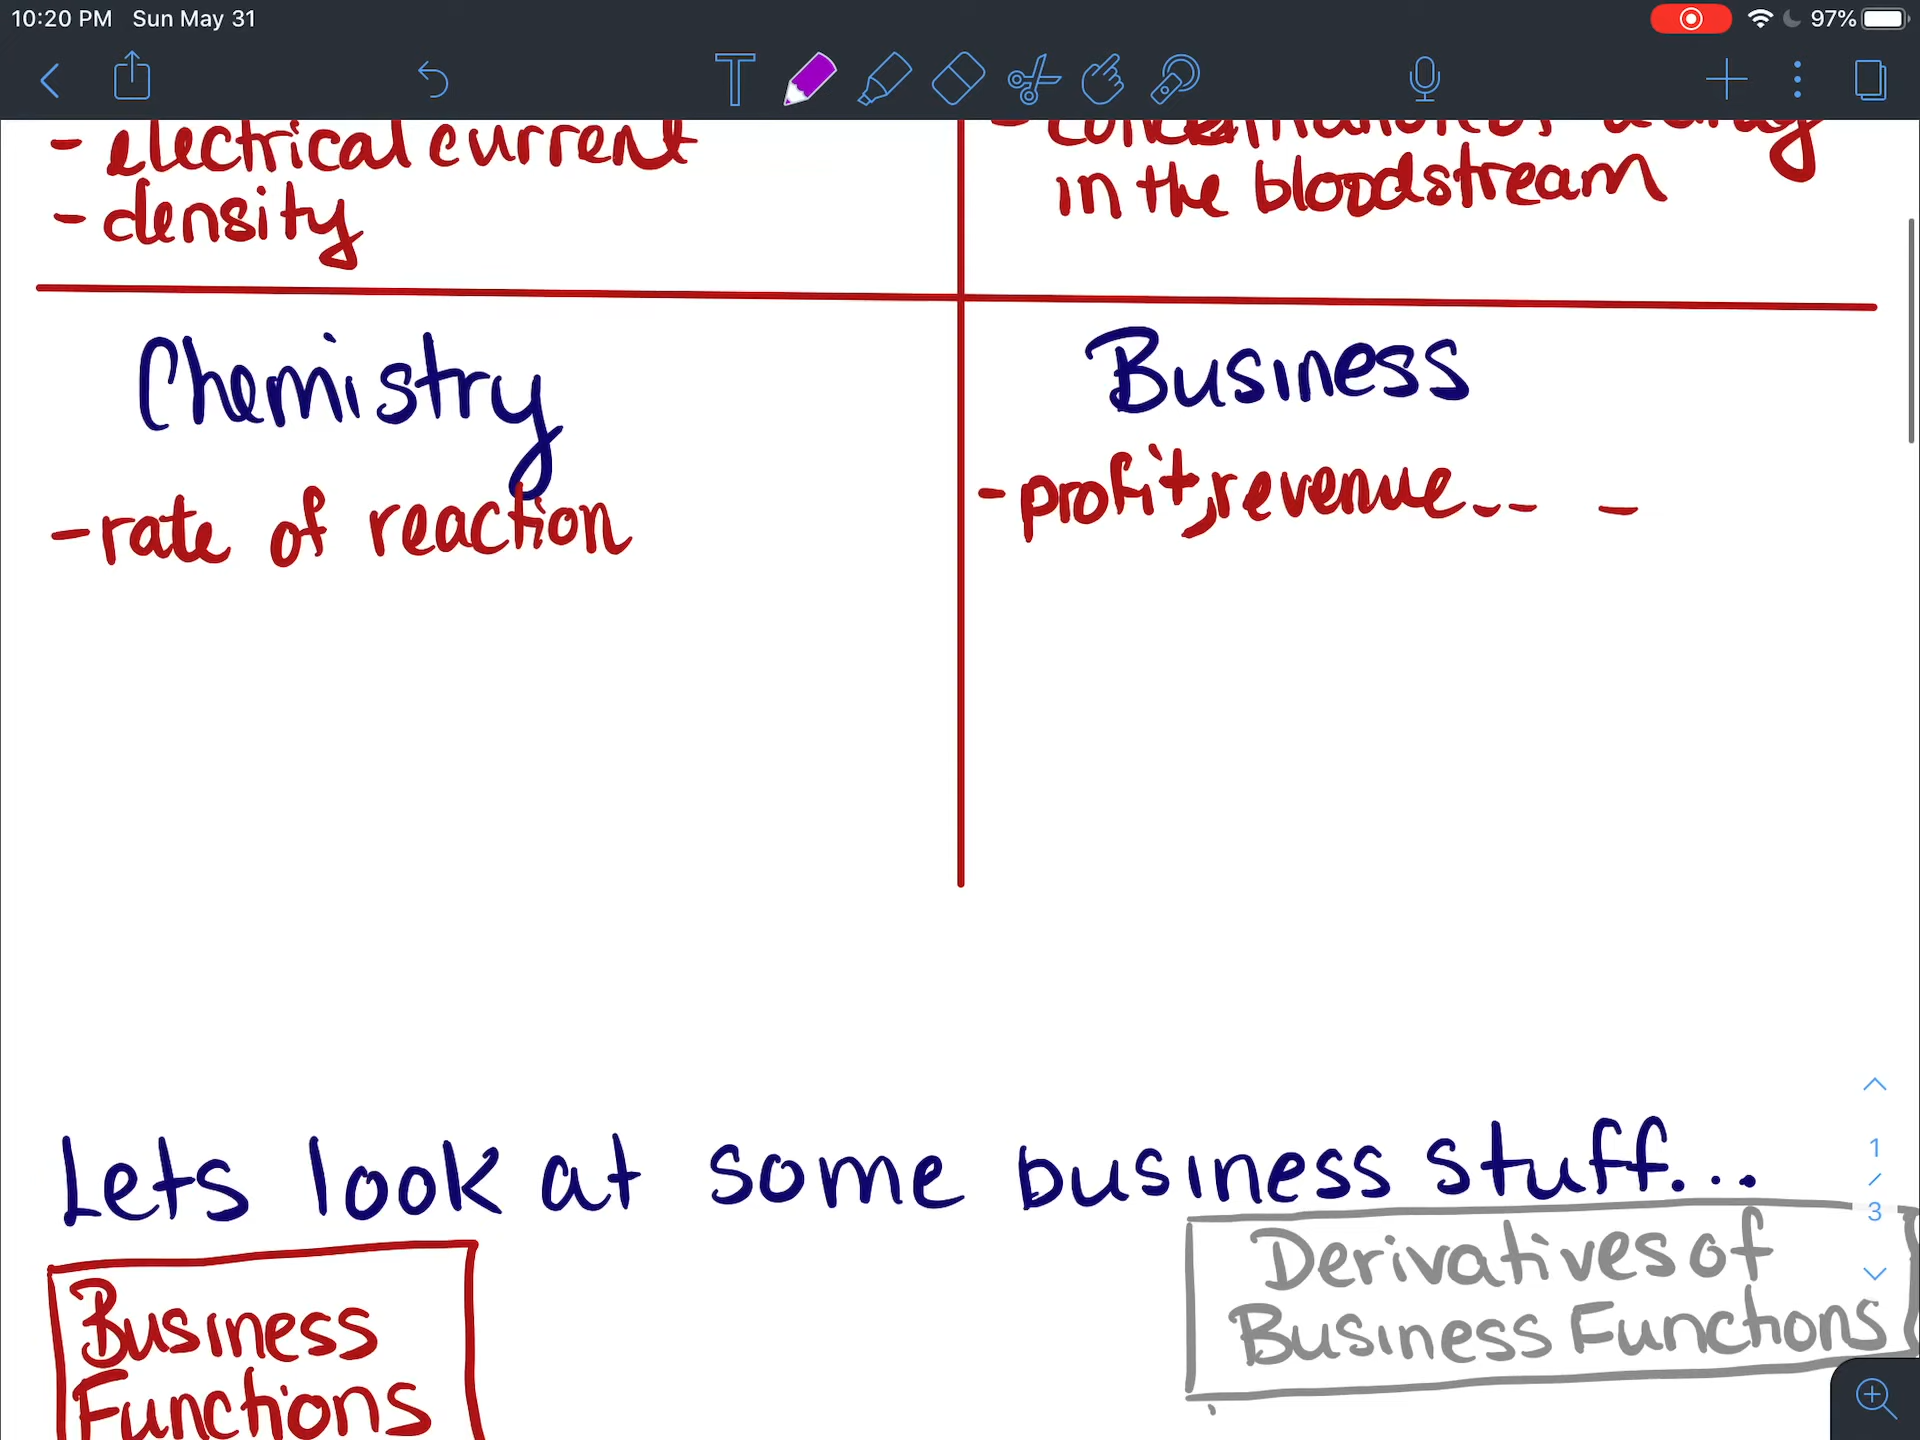 10:20 PM Sun May 31
97%
- electrical current
- density
in the bloodstream
Chemistry
- rate of reaction
Business
- profit, revenue -- -
Lets look at some business stuff...
1
/
3
Business
Functions
Derivatives of
Business Functions